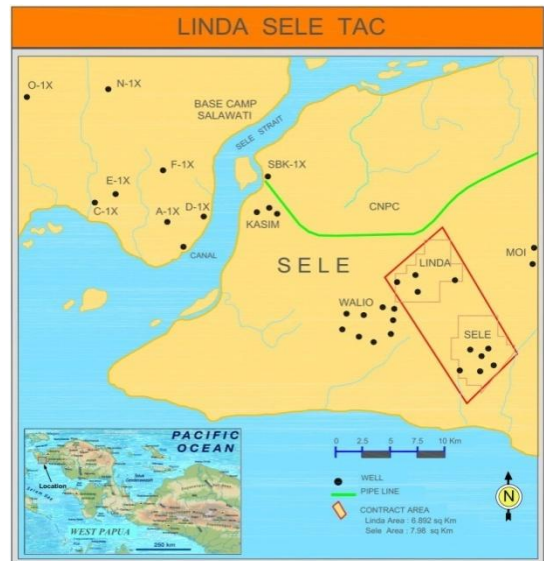 LINDA SELE TAC
O-1X
N-1X
BASE CAMP
SALAWATI
SELE STRAIT
F-1X
SBK-1X
E-1X
C-1X
A-1X
D-1X
KASIM
CNPC
CANAL
SELE
LINDA
MOI
WALIO
SELE
0
2.5
5
7.5
10 Km
WELL
PIPE LINE
CONTRACT AREA
Linda Area : 6.892 sq Km
Sele Area : 7.98 sq Km
N
PACIFIC
OCEAN
Location
WEST PAPUA
250 km